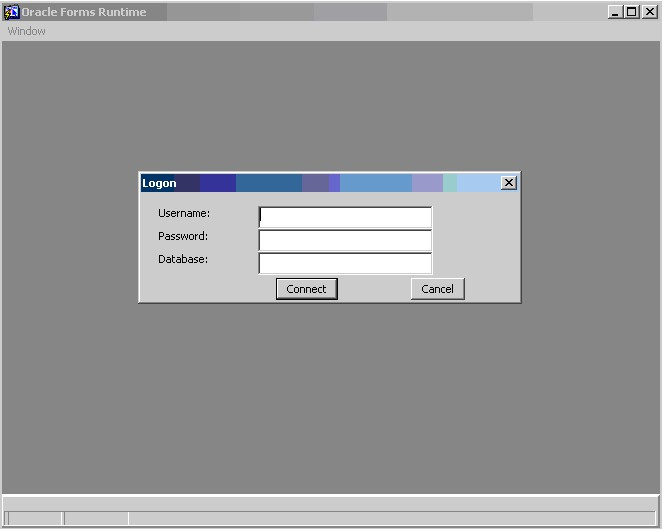 Oracle Forms Runtime
Window
Logon
Username:
Password:
Database:
Connect Cancel